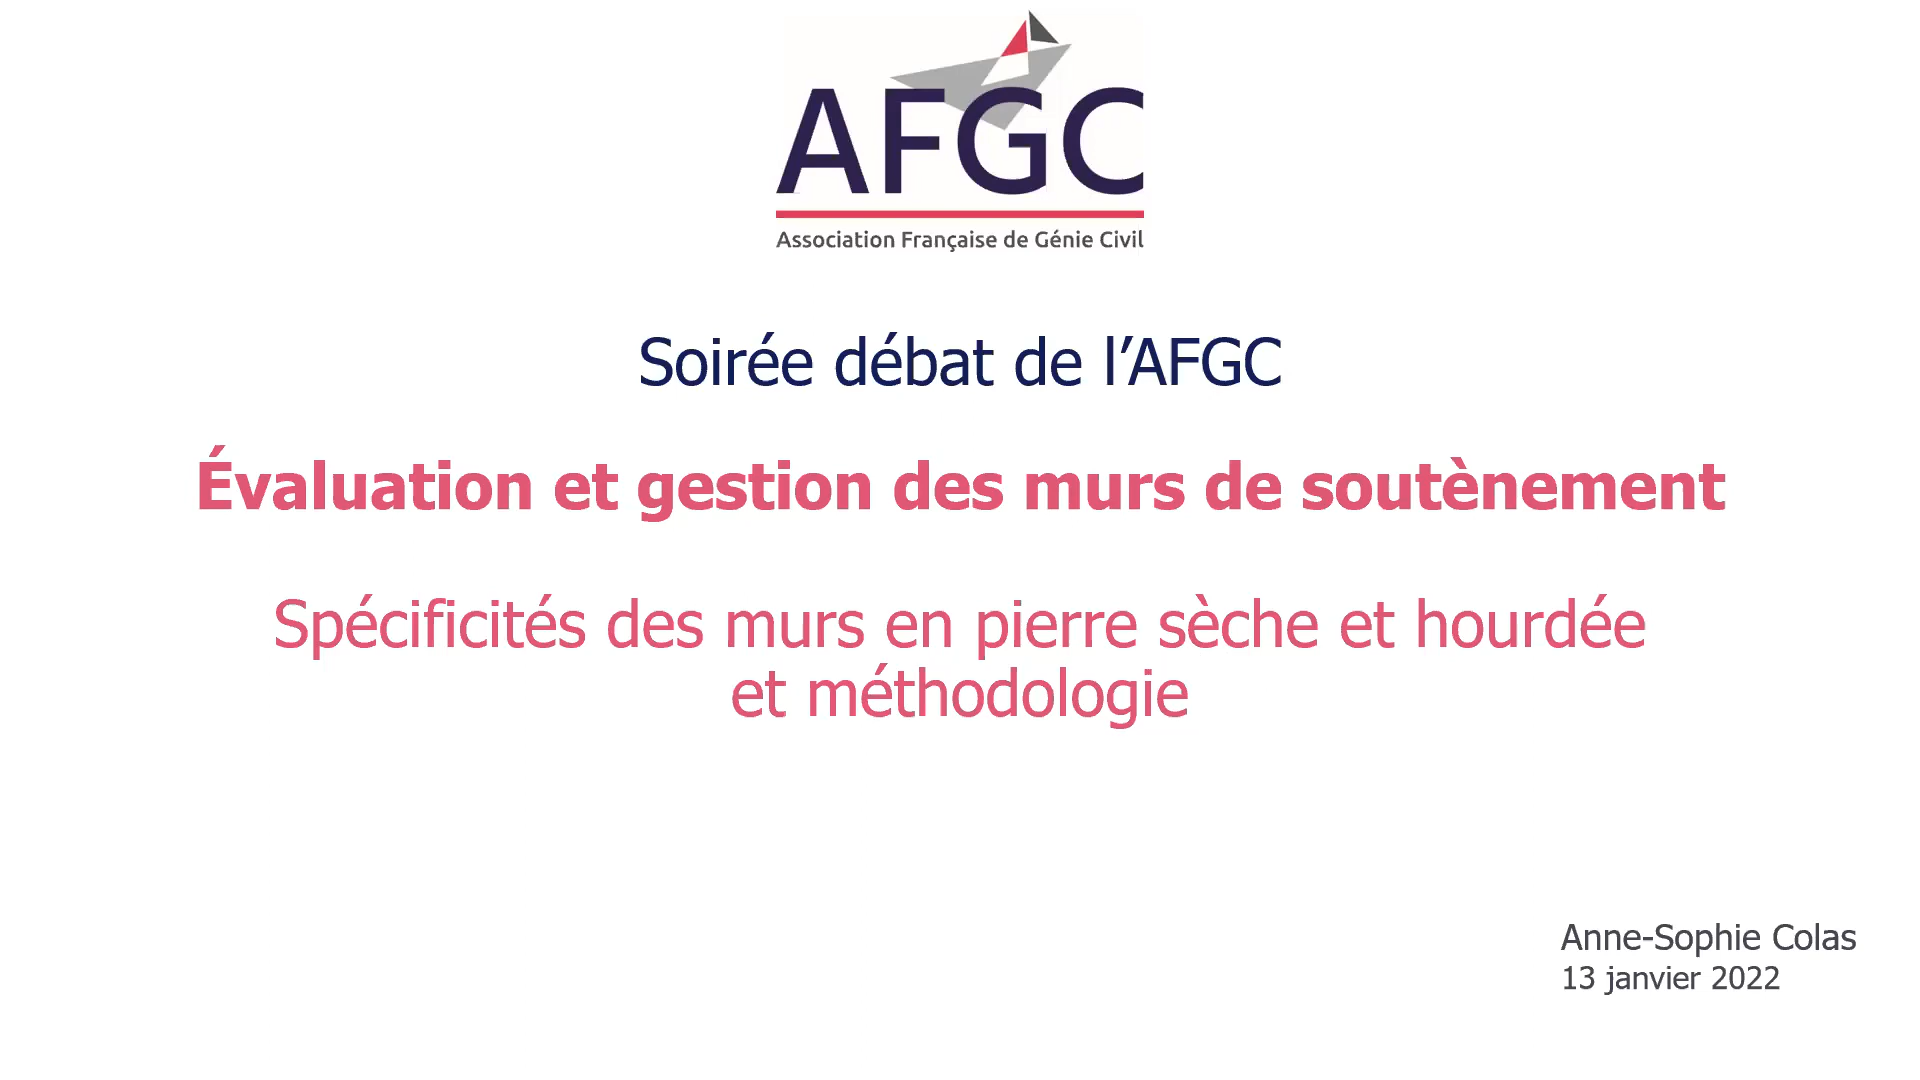 AFGC
Association Française de Génie Civil
Soirée débat de l’AFGC
Évaluation et gestion des murs de soutènement
Spécificités des murs en pierre sèche et hourdée
et méthodologie
Anne-Sophie Colas
13 janvier 2022